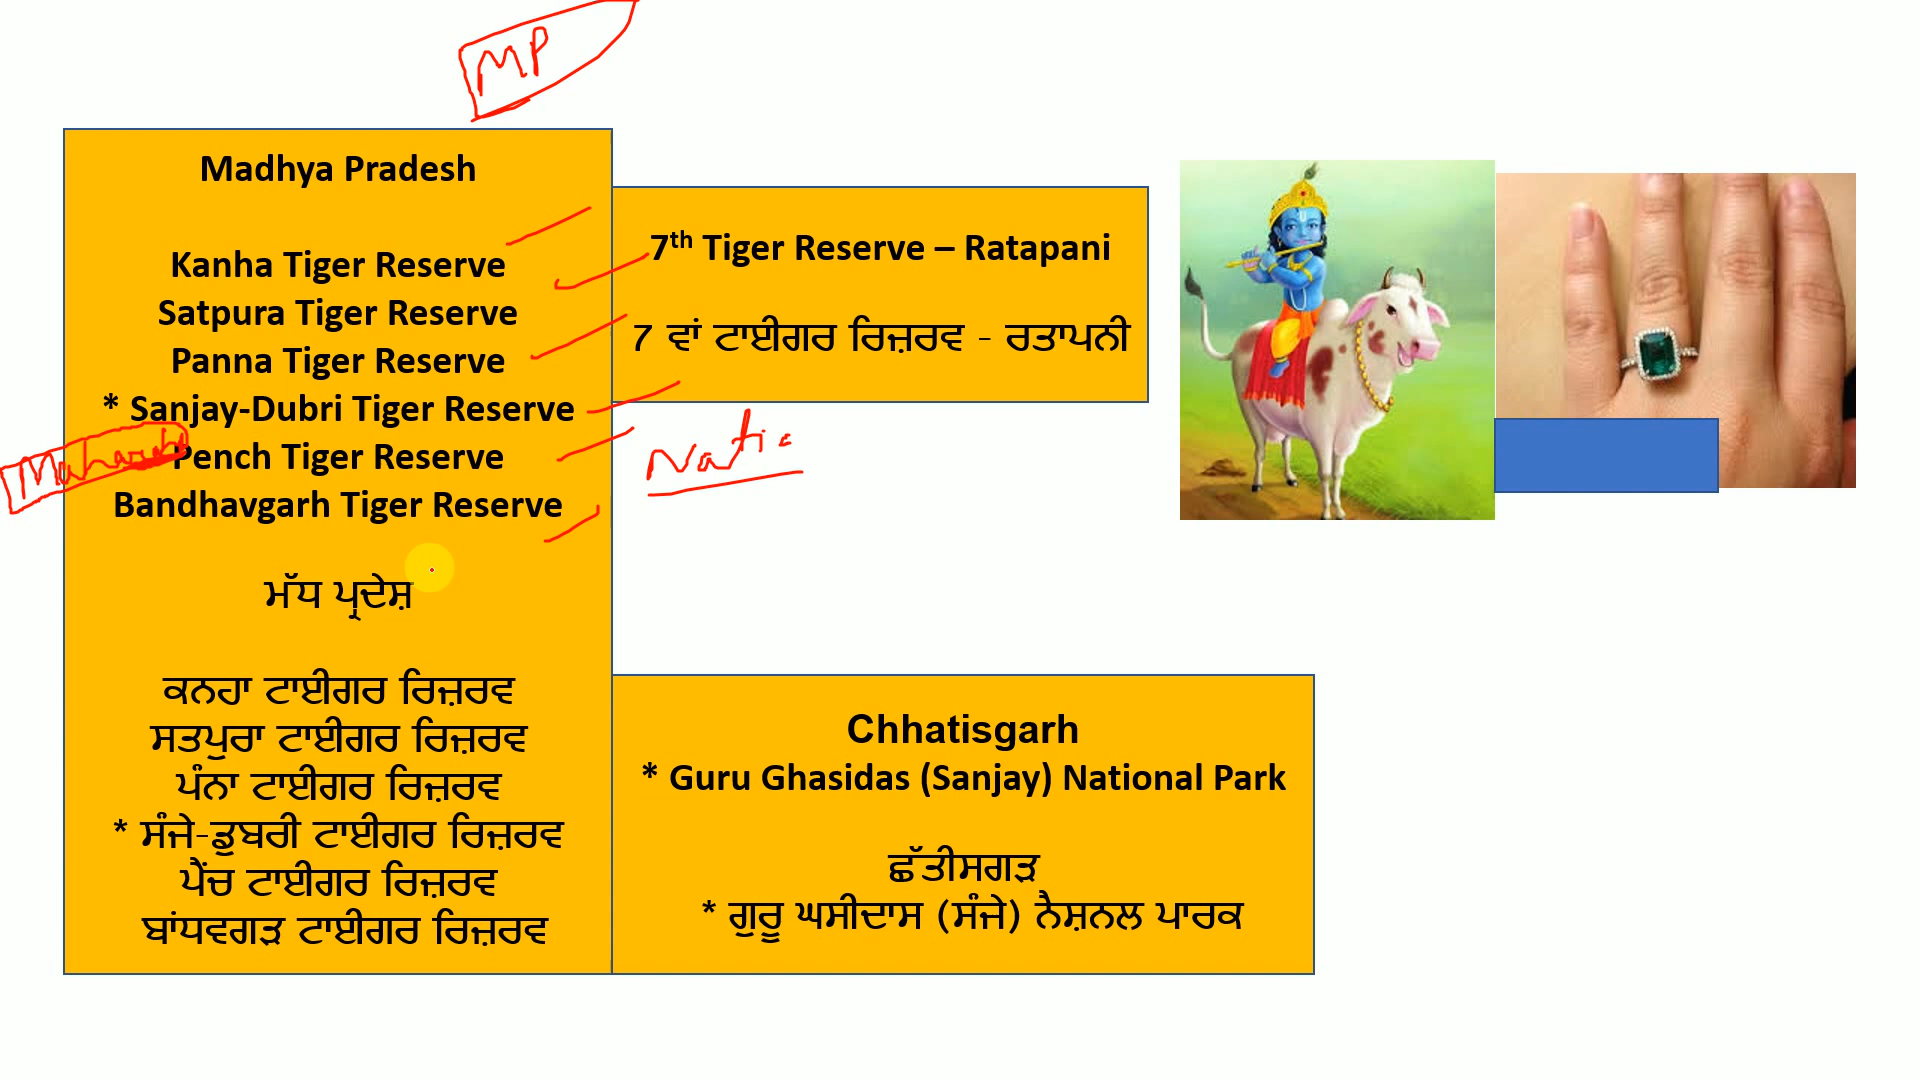 MP
Madhya Pradesh
Kanha Tiger Reserve
Satpura Tiger Reserve
Panna Tiger Reserve
* Sanjay-Dubri Tiger Reserve
Pench Tiger Reserve
Bandhavgarh Tiger Reserve
ਮੱਧ ਪ੍ਰਦੇਸ਼
ਕਨਹਾ ਟਾਈਗਰ ਰਿਜ਼ਰਵ
ਸਤਪੁਰਾ ਟਾਈਗਰ ਰਿਜ਼ਰਵ
ਪੰਨਾ ਟਾਈਗਰ ਰਿਜ਼ਰਵ
* ਸੰਜੇ-ਡੁਬਰੀ ਟਾਈਗਰ ਰਿਜ਼ਰਵ
ਪੈਂਚ ਟਾਈਗਰ ਰਿਜ਼ਰਵ
ਬਾਂਧਵਗੜ ਟਾਈਗਰ ਰਿਜ਼ਰਵ
7th Tiger Reserve – Ratapani
7 ਵਾਂ ਟਾਈਗਰ ਰਿਜ਼ਰਵ - ਰਤਾਪਨੀ
Chhatisgarh
* Guru Ghasidas (Sanjay) National Park
ਛੱਤੀਸਗੜ
* ਗੁਰੂ ਘਸੀਦਾਸ (ਸੰਜੇ) ਨੈਸ਼ਨਲ ਪਾਰਕ